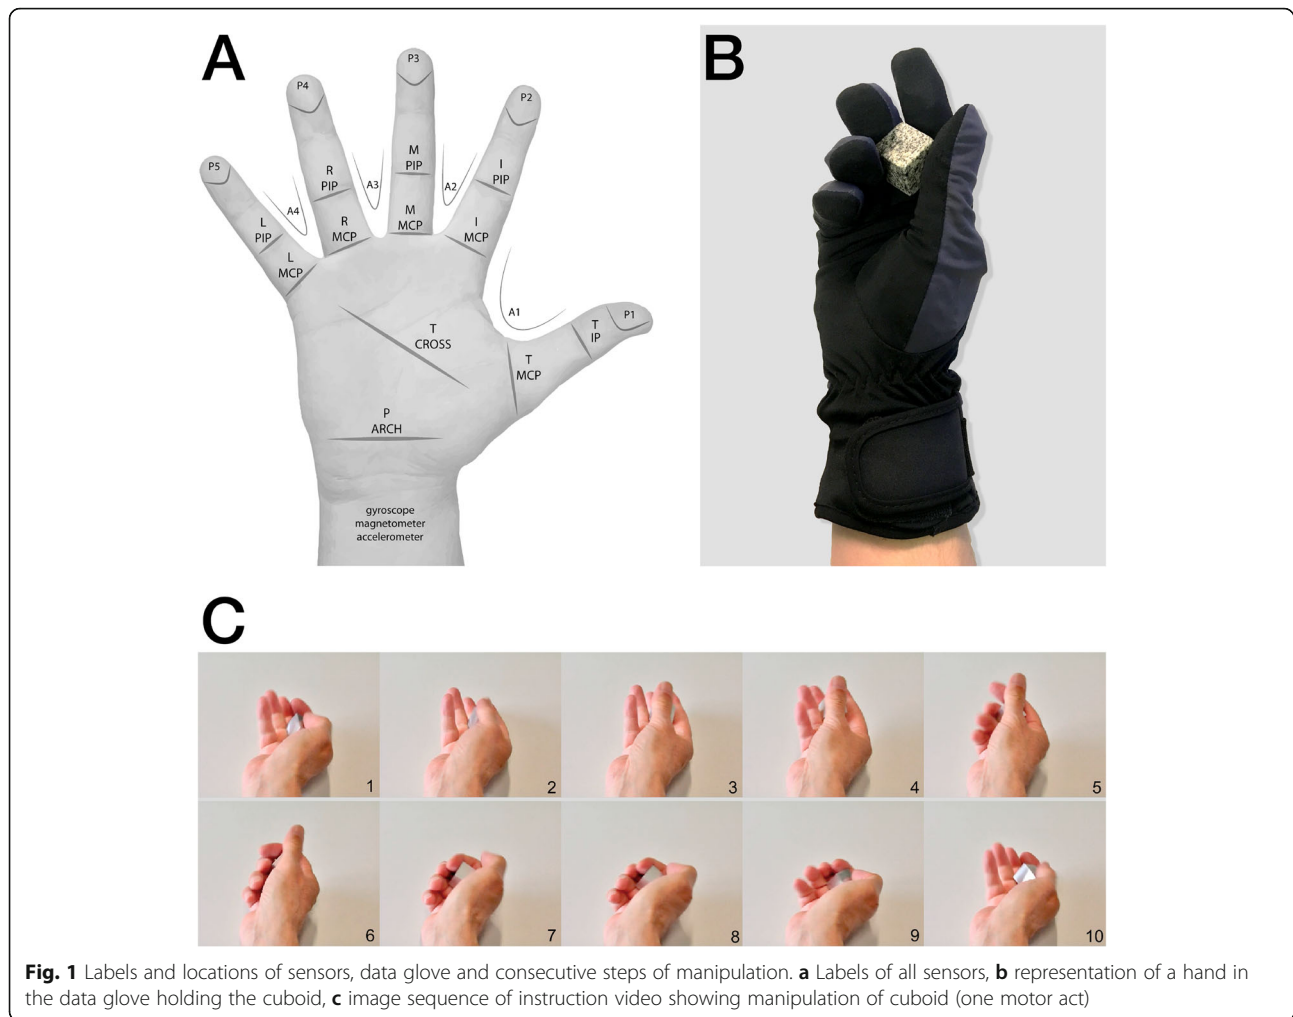 A
B
P3
P4
P2
P5
M
PIP
R
PIP
I
PIP
A3
A2
A4
L
PIP
R
MCP
M
MCP
I
MCP
L
MCP
A1
P1
T
IP
T
CROSS
T
MCP
P
ARCH
gyroscope
magnetometer
accelerometer
C
1
2
3
4
5
6
7
8
9
10
Fig. 1 Labels and locations of sensors, data glove and consecutive steps of manipulation. a Labels of all sensors, b representation of a hand in
the data glove holding the cuboid, c image sequence of instruction video showing manipulation of cuboid (one motor act)